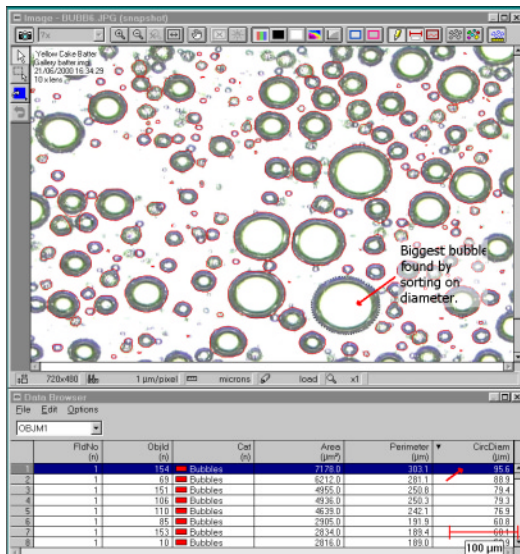 Image - BUBB6.JPG (snapshot)
7x
Yellow Cake Batter
Gallery batter.img
21/06/2000 16:34:29
10 x lens
Biggest bubble
found by
sorting on
diameter.
720x480
1 µm/pixel
microns
load
x1
Data Browser
File Edit Options
OBJM1
FldNo ObjId Cat Area Perimeter CircDiam
(n) (n) (n) (µm²) (µm) (µm)
1 1 154 Bubbles 7178.0 303.1 95.6
2 1 69 Bubbles 6212.0 281.1 88.9
3 1 151 Bubbles 4955.0 250.8 79.4
4 1 106 Bubbles 4936.0 250.3 79.3
5 1 110 Bubbles 4639.0 242.1 76.9
6 1 85 Bubbles 2905.0 191.9 60.8
7 1 153 Bubbles 2834.0 189.4
8 1 10 Bubbles 2816.0 189.0
100 µm